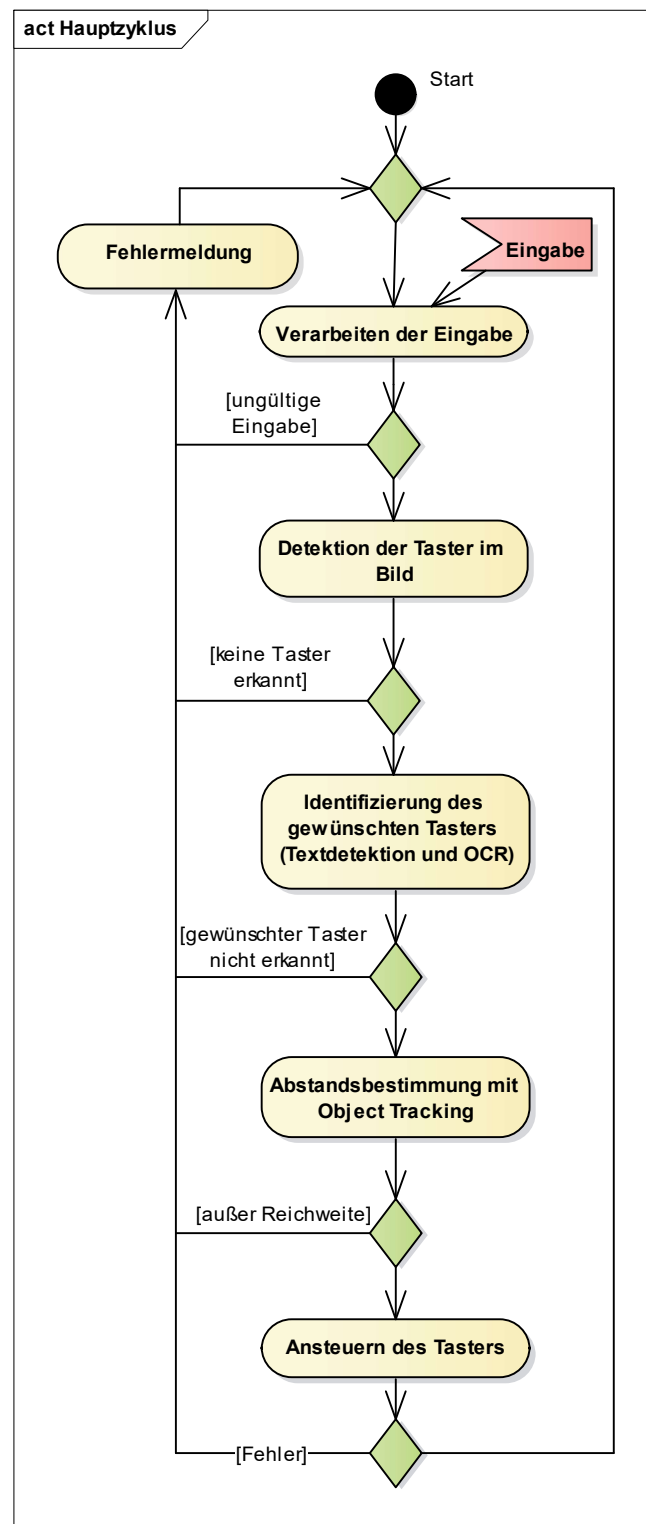 act Hauptzyklus
Start
Fehlermeldung
Eingabe
Verarbeiten der Eingabe
[ungültige
Eingabe]
Detektion der Taster im
Bild
[keine Taster
erkannt]
Identifizierung des
gewünschten Tasters
(Textdetektion und OCR)
[gewünschter Taster
nicht erkannt]
Abstandsbestimmung mit
Object Tracking
[außer Reichweite]
Ansteuern des Tasters
[Fehler]